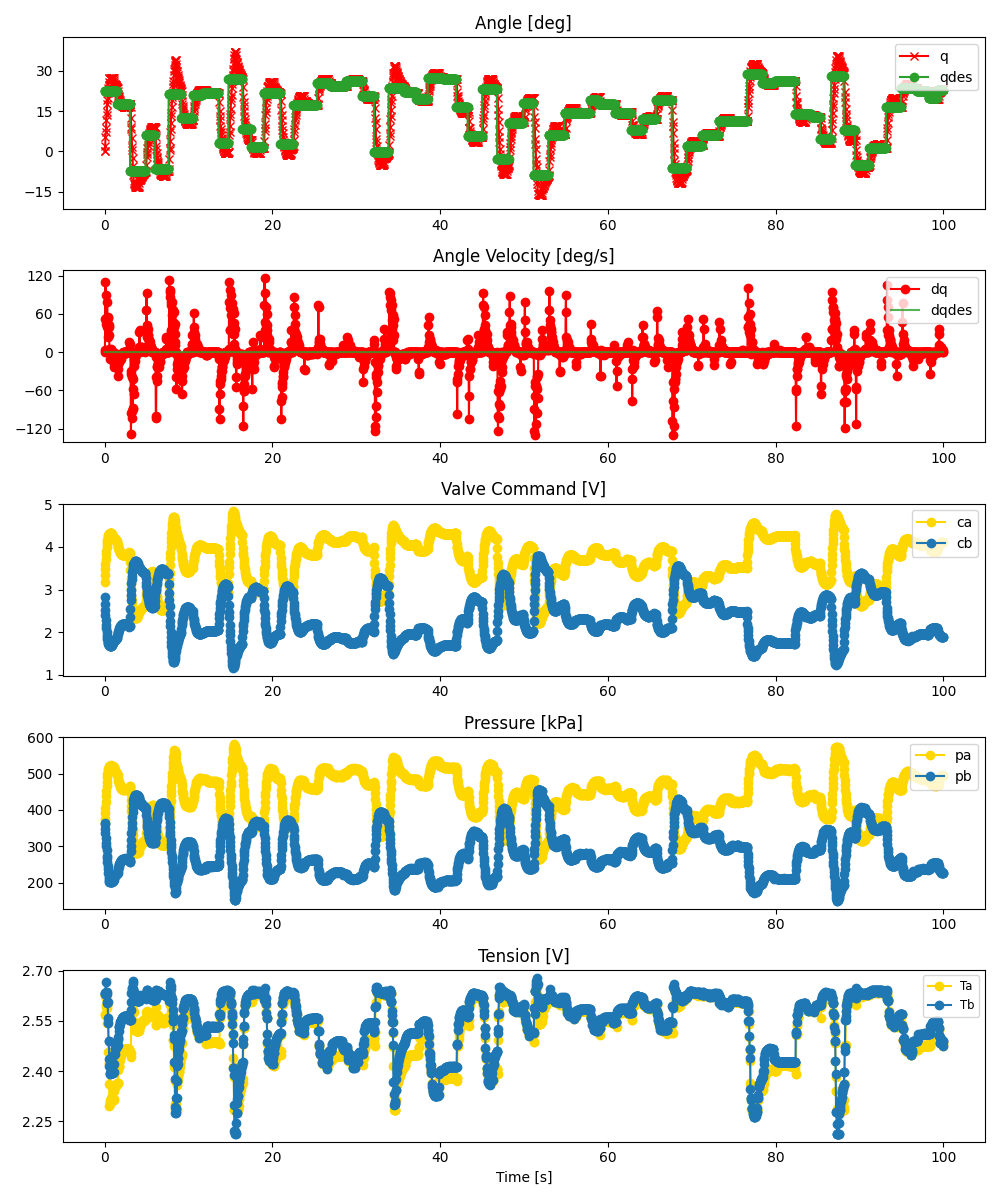 Angle [deg]
30
15
0
−15
q
qdes
0 20 40 60 80 100
Angle Velocity [deg/s]
120
60
0
−60
−120
dq
dqdes
0 20 40 60 80 100
Valve Command [V]
5
4
3
2
1
ca
cb
0 20 40 60 80 100
Pressure [kPa]
600
500
400
300
200
pa
pb
0 20 40 60 80 100
Tension [V]
2.70
2.55
2.40
2.25
Ta
Tb
0 20 40 60 80 100
Time [s]